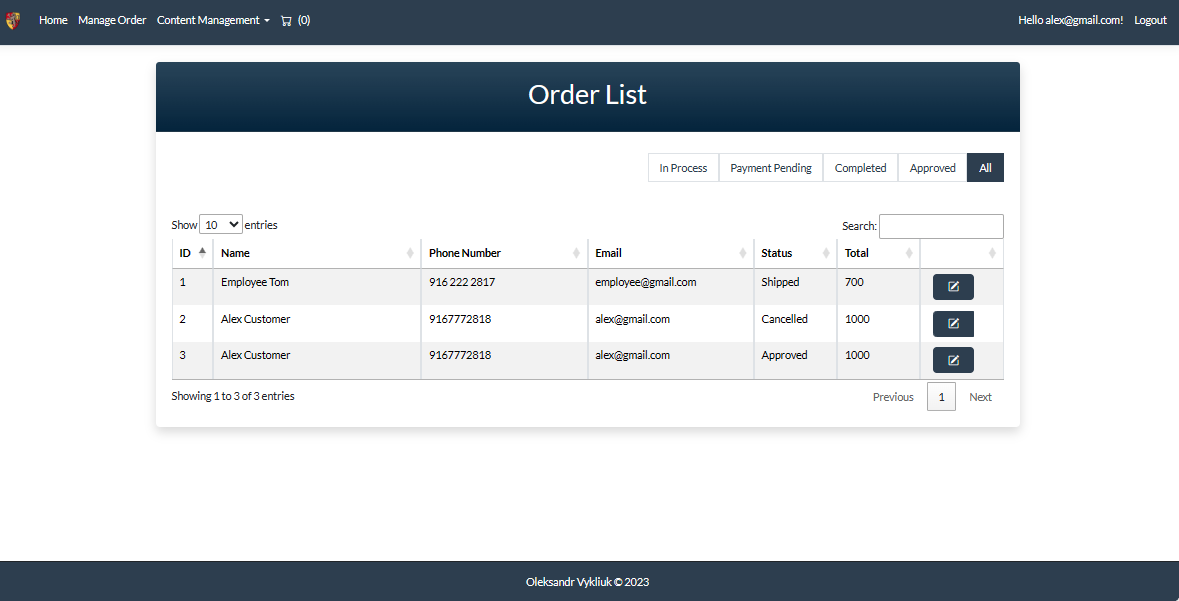 Home Manage Order Content Management (0) Hello alex@gmail.com! Logout
Order List
In Process Payment Pending Completed Approved All
Show 10 entries Search:
ID Name Phone Number Email Status Total
1 Employee Tom 916 222 2817 employee@gmail.com Shipped 700
2 Alex Customer 9167772818 alex@gmail.com Cancelled 1000
3 Alex Customer 9167772818 alex@gmail.com Approved 1000
Showing 1 to 3 of 3 entries Previous 1 Next
Oleksandr Vykliuk © 2023